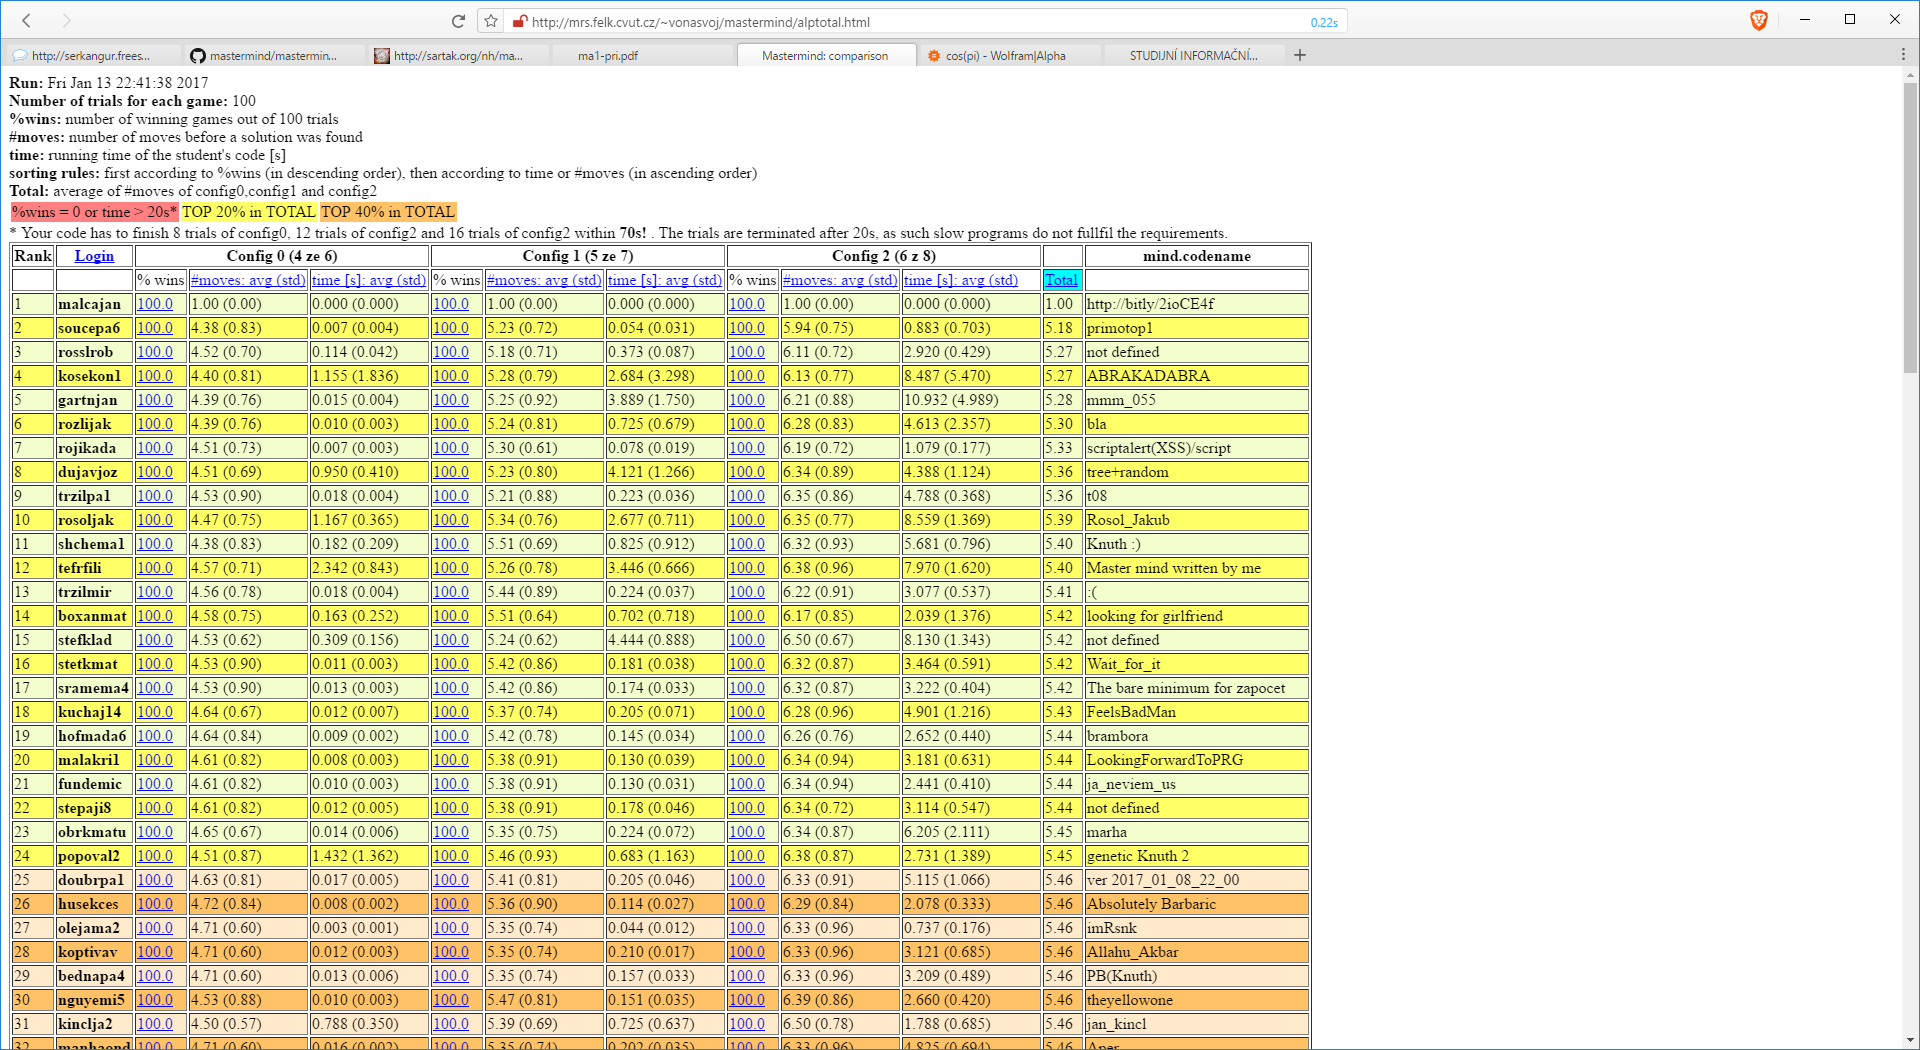 http://mrs.felk.cvut.cz/~vonasvoj/mastermind/alptotal.html 0.22s
http://serkangur.frees... mastermind/mastermin... http://sartak.org/nh/ma... ma1-pri.pdf Mastermind: comparison cos(pi) - Wolfram|Alpha STUDIJNÍ INFORMAČNÍ...
Run: Fri Jan 13 22:41:38 2017
Number of trials for each game: 100
%wins: number of winning games out of 100 trials
#moves: number of moves before a solution was found
time: running time of the student's code [s]
sorting rules: first according to %wins (in descending order), then according to time or #moves (in ascending order)
Total: average of #moves of config0,config1 and config2
%wins = 0 or time > 20s* TOP 20% in TOTAL TOP 40% in TOTAL
* Your code has to finish 8 trials of config0, 12 trials of config2 and 16 trials of config2 within 70s! . The trials are terminated after 20s, as such slow programs do not fullfil the requirements.
Rank Login Config 0 (4 ze 6) Config 1 (5 ze 7) Config 2 (6 z 8) mind.codename
% wins #moves: avg (std) time [s]: avg (std) % wins #moves: avg (std) time [s]: avg (std) % wins #moves: avg (std) time [s]: avg (std) Total
1 malcajan 100.0 1.00 (0.00) 0.000 (0.000) 100.0 1.00 (0.00) 0.000 (0.000) 100.0 1.00 (0.00) 0.000 (0.000) 1.00 http://bitly/2ioCE4f
2 soucepa6 100.0 4.38 (0.83) 0.007 (0.004) 100.0 5.23 (0.72) 0.054 (0.031) 100.0 5.94 (0.75) 0.883 (0.703) 5.18 primotop1
3 rosslrob 100.0 4.52 (0.70) 0.114 (0.042) 100.0 5.18 (0.71) 0.373 (0.087) 100.0 6.11 (0.72) 2.920 (0.429) 5.27 not defined
4 kosekon1 100.0 4.40 (0.81) 1.155 (1.836) 100.0 5.28 (0.79) 2.684 (3.298) 100.0 6.13 (0.77) 8.487 (5.470) 5.27 ABRAKADABRA
5 gartnjan 100.0 4.39 (0.76) 0.015 (0.004) 100.0 5.25 (0.92) 3.889 (1.750) 100.0 6.21 (0.88) 10.932 (4.989) 5.28 mmm_055
6 rozlijak 100.0 4.39 (0.76) 0.010 (0.003) 100.0 5.24 (0.81) 0.725 (0.679) 100.0 6.28 (0.83) 4.613 (2.357) 5.30 bla
7 rojikada 100.0 4.51 (0.73) 0.007 (0.003) 100.0 5.30 (0.61) 0.078 (0.019) 100.0 6.19 (0.72) 1.079 (0.177) 5.33 scriptalert(XSS)/script
8 dujavjoz 100.0 4.51 (0.69) 0.950 (0.410) 100.0 5.23 (0.80) 4.121 (1.266) 100.0 6.34 (0.89) 4.388 (1.124) 5.36 tree+random
9 trzilpa1 100.0 4.53 (0.90) 0.018 (0.004) 100.0 5.21 (0.88) 0.223 (0.036) 100.0 6.35 (0.86) 4.788 (0.368) 5.36 t08
10 rosoljak 100.0 4.47 (0.75) 1.167 (0.365) 100.0 5.34 (0.76) 2.677 (0.711) 100.0 6.35 (0.77) 8.559 (1.369) 5.39 Rosol_Jakub
11 shchema1 100.0 4.38 (0.83) 0.182 (0.209) 100.0 5.51 (0.69) 0.825 (0.912) 100.0 6.32 (0.93) 5.681 (0.796) 5.40 Knuth :)
12 tefrfili 100.0 4.57 (0.71) 2.342 (0.843) 100.0 5.26 (0.78) 3.446 (0.666) 100.0 6.38 (0.96) 7.970 (1.620) 5.40 Master mind written by me
13 trzilmir 100.0 4.56 (0.78) 0.018 (0.004) 100.0 5.44 (0.89) 0.224 (0.037) 100.0 6.22 (0.91) 3.077 (0.537) 5.41 :(
14 boxanmat 100.0 4.58 (0.75) 0.163 (0.252) 100.0 5.51 (0.64) 0.702 (0.718) 100.0 6.17 (0.85) 2.039 (1.376) 5.42 looking for girlfriend
15 stefklad 100.0 4.53 (0.62) 0.309 (0.156) 100.0 5.24 (0.62) 4.444 (0.888) 100.0 6.50 (0.67) 8.130 (1.343) 5.42 not defined
16 stetkmat 100.0 4.53 (0.90) 0.011 (0.003) 100.0 5.42 (0.86) 0.181 (0.038) 100.0 6.32 (0.87) 3.464 (0.591) 5.42 Wait_for_it
17 sramema4 100.0 4.53 (0.90) 0.013 (0.003) 100.0 5.42 (0.86) 0.174 (0.033) 100.0 6.32 (0.87) 3.222 (0.404) 5.42 The bare minimum for zapocet
18 kuchaj14 100.0 4.64 (0.67) 0.012 (0.007) 100.0 5.37 (0.74) 0.205 (0.071) 100.0 6.28 (0.96) 4.901 (1.216) 5.43 FeelsBadMan
19 hofmada6 100.0 4.64 (0.84) 0.009 (0.002) 100.0 5.42 (0.78) 0.145 (0.034) 100.0 6.26 (0.76) 2.652 (0.440) 5.44 brambora
20 malakri1 100.0 4.61 (0.82) 0.008 (0.003) 100.0 5.38 (0.91) 0.130 (0.039) 100.0 6.34 (0.94) 3.181 (0.631) 5.44 LookingForwardToPRG
21 fundemic 100.0 4.61 (0.82) 0.010 (0.003) 100.0 5.38 (0.91) 0.130 (0.031) 100.0 6.34 (0.94) 2.441 (0.410) 5.44 ja_neviem_us
22 stepaji8 100.0 4.61 (0.82) 0.012 (0.005) 100.0 5.38 (0.91) 0.178 (0.046) 100.0 6.34 (0.72) 3.114 (0.547) 5.44 not defined
23 obrkmatu 100.0 4.65 (0.67) 0.014 (0.006) 100.0 5.35 (0.75) 0.224 (0.072) 100.0 6.34 (0.87) 6.205 (2.111) 5.45 marha
24 popoval2 100.0 4.51 (0.87) 1.432 (1.362) 100.0 5.46 (0.93) 0.683 (1.163) 100.0 6.38 (0.87) 2.731 (1.389) 5.45 genetic Knuth 2
25 doubrpa1 100.0 4.63 (0.81) 0.017 (0.005) 100.0 5.41 (0.81) 0.205 (0.046) 100.0 6.33 (0.91) 5.115 (1.066) 5.46 ver 2017_01_08_22_00
26 husekces 100.0 4.72 (0.84) 0.008 (0.002) 100.0 5.36 (0.90) 0.114 (0.027) 100.0 6.29 (0.84) 2.078 (0.333) 5.46 Absolutely Barbaric
27 olejama2 100.0 4.71 (0.60) 0.003 (0.001) 100.0 5.35 (0.74) 0.044 (0.012) 100.0 6.33 (0.96) 0.737 (0.176) 5.46 imRsnk
28 koptivav 100.0 4.71 (0.60) 0.012 (0.003) 100.0 5.35 (0.74) 0.210 (0.017) 100.0 6.33 (0.96) 3.121 (0.685) 5.46 Allahu_Akbar
29 bednapa4 100.0 4.71 (0.60) 0.013 (0.006) 100.0 5.35 (0.74) 0.157 (0.033) 100.0 6.33 (0.96) 3.209 (0.489) 5.46 PB(Knuth)
30 nguyemi5 100.0 4.53 (0.88) 0.010 (0.003) 100.0 5.47 (0.81) 0.151 (0.035) 100.0 6.39 (0.86) 2.660 (0.420) 5.46 theyellowone
31 kinclja2 100.0 4.50 (0.57) 0.788 (0.350) 100.0 5.39 (0.69) 0.725 (0.637) 100.0 6.50 (0.78) 1.788 (0.685) 5.46 jan_kincl
32 100.0 4.71 (0.60) 0.016 (0.002) 100.0 5.35 (0.74) 0.202 (0.035) 100.0 6.33 (0.96) 4.825 (0.694) 5.46